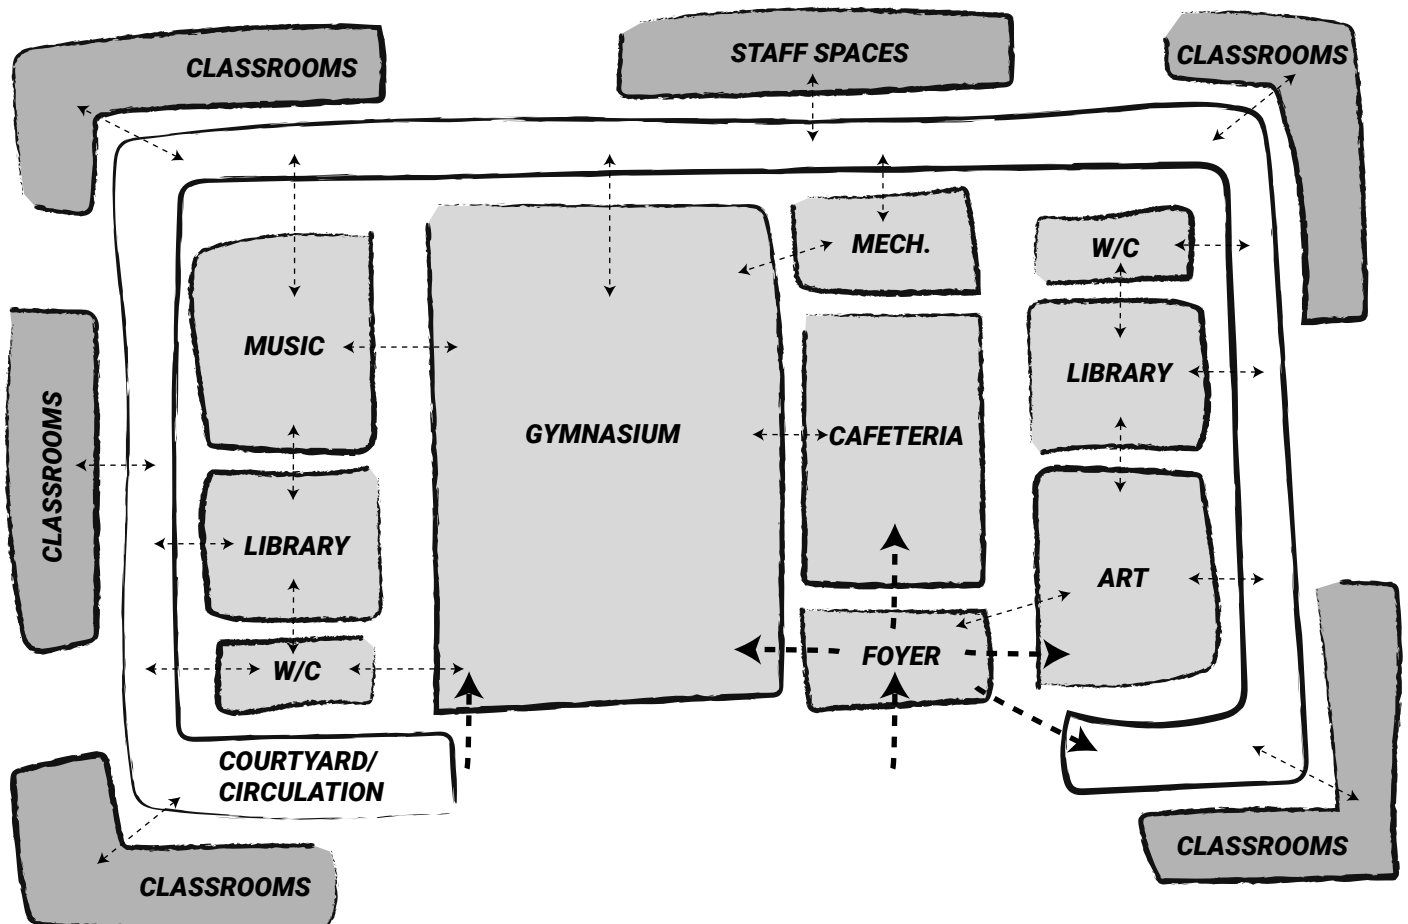 CLASSROOMS
STAFF SPACES
CLASSROOMS
MECH.
W/C
MUSIC
LIBRARY
GYMNASIUM
CAFETERIA
CLASSROOMS
LIBRARY
ART
FOYER
W/C
COURTYARD/
CIRCULATION
CLASSROOMS
CLASSROOMS